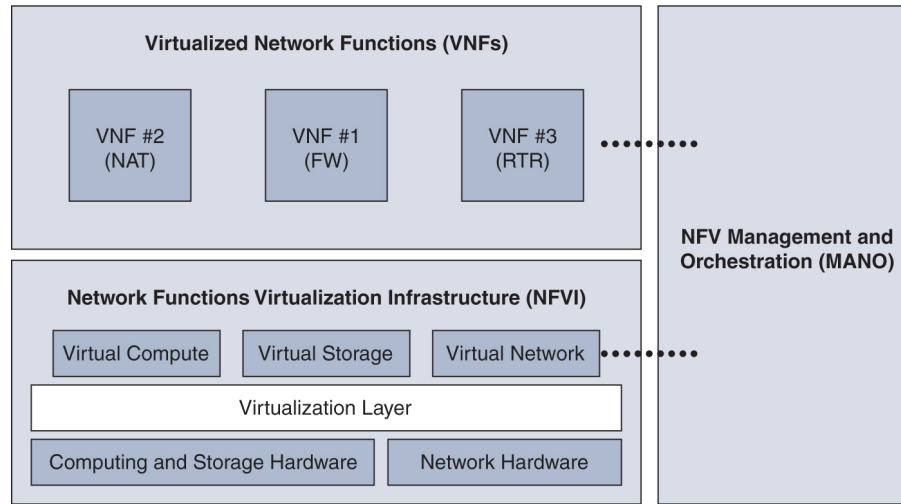 Virtualized Network Functions (VNFs)
VNF #2
(NAT)
VNF #1
(FW)
VNF #3
(RTR)
NFV Management and
Orchestration (MANO)
Network Functions Virtualization Infrastructure (NFVI)
Virtual Compute
Virtual Storage
Virtual Network
Virtualization Layer
Computing and Storage Hardware
Network Hardware